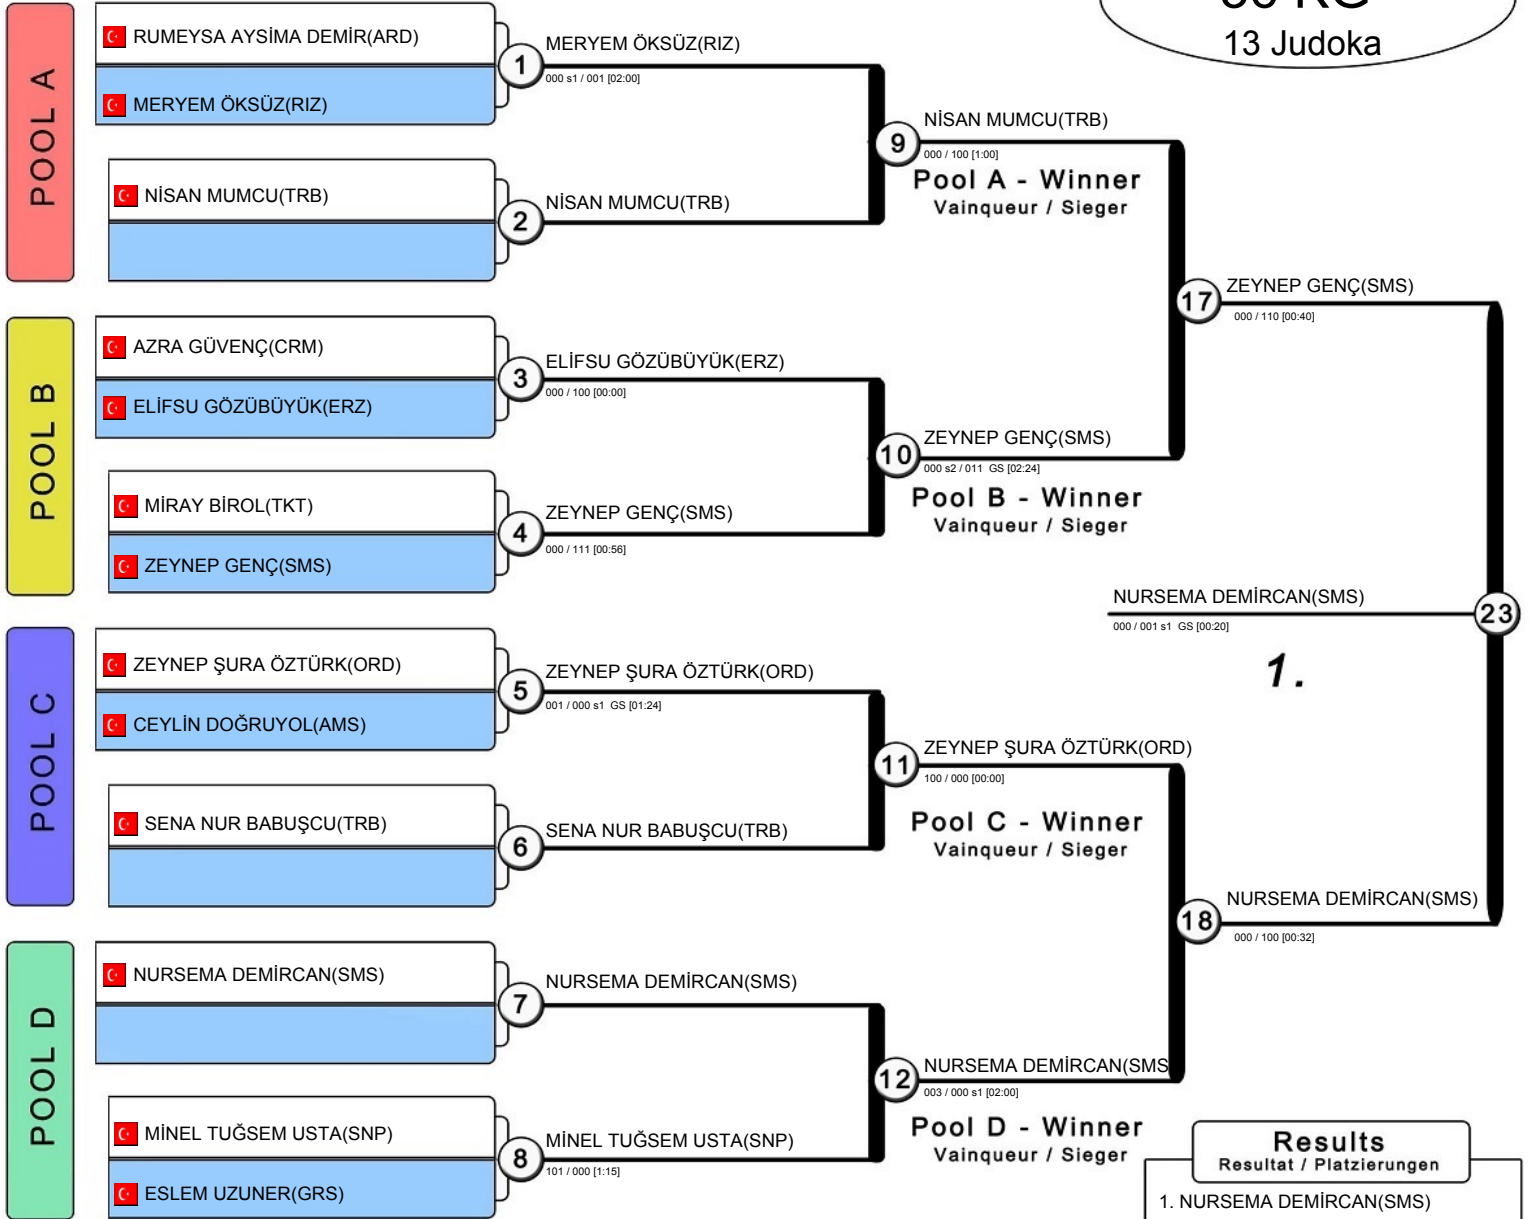 13 Judoka
POOL A
RUMEYSA AYSİMA DEMİR(ARD)
MERYEM ÖKSÜZ(RIZ)
1
MERYEM ÖKSÜZ(RIZ)
000 s1 / 001 [02:00]
NİSAN MUMCU(TRB)
2
NİSAN MUMCU(TRB)
9
NİSAN MUMCU(TRB)
000 / 100 [1:00]
Pool A - Winner
Vainqueur / Sieger
POOL B
AZRA GÜVENÇ(CRM)
ELİFSU GÖZÜBÜYÜK(ERZ)
3
ELİFSU GÖZÜBÜYÜK(ERZ)
000 / 100 [00:00]
MİRAY BİROL(TKT)
ZEYNEP GENÇ(SMS)
4
ZEYNEP GENÇ(SMS)
000 / 111 [00:56]
10
ZEYNEP GENÇ(SMS)
000 s2 / 011 GS [02:24]
Pool B - Winner
Vainqueur / Sieger
17
ZEYNEP GENÇ(SMS)
000 / 110 [00:40]
POOL C
ZEYNEP ŞURA ÖZTÜRK(ORD)
CEYLİN DOĞRUYOL(AMS)
5
ZEYNEP ŞURA ÖZTÜRK(ORD)
001 / 000 s1 GS [01:24]
SENA NUR BABUŞCU(TRB)
6
SENA NUR BABUŞCU(TRB)
11
ZEYNEP ŞURA ÖZTÜRK(ORD)
100 / 000 [00:00]
Pool C - Winner
Vainqueur / Sieger
POOL D
NURSEMA DEMİRCAN(SMS)
7
NURSEMA DEMİRCAN(SMS)
MİNEL TUĞSEM USTA(SNP)
ESLEM UZUNER(GRS)
8
MİNEL TUĞSEM USTA(SNP)
101 / 000 [1:15]
12
NURSEMA DEMİRCAN(SMS
003 / 000 s1 [02:00]
Pool D - Winner
Vainqueur / Sieger
18
NURSEMA DEMİRCAN(SMS)
000 / 100 [00:32]
23
NURSEMA DEMİRCAN(SMS)
000 / 001 s1 GS [00:20]
1.
Results
Resultat / Platzierungen
1. NURSEMA DEMİRCAN(SMS)